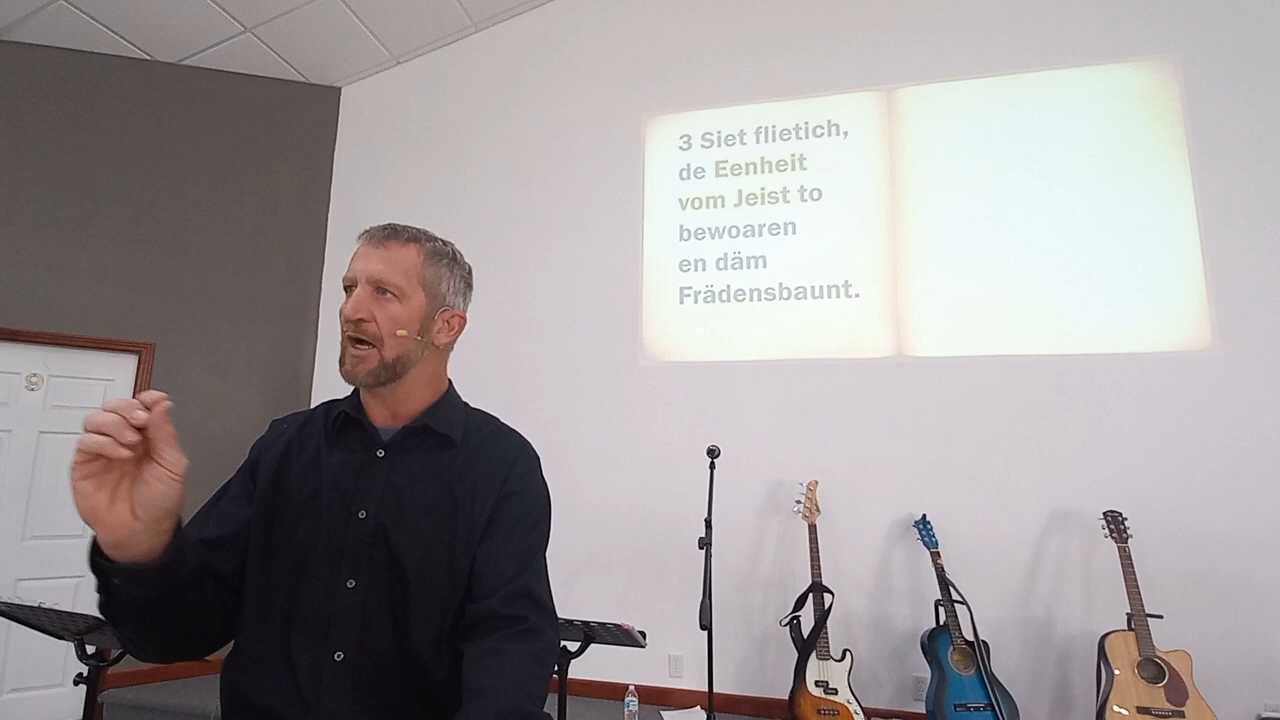 3 Siet flietich,
de Eenheit
vom Jeist to
bewoaren
en däm
Frädensbaunt.